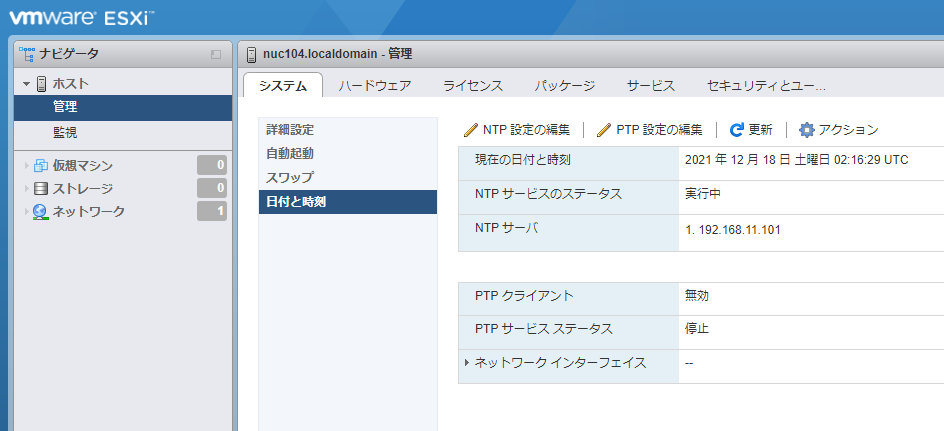 vmware ESXi™
ナビゲータ
ホスト
管理
監視
仮想マシン 0
ストレージ 0
ネットワーク 1
nuc104.localdomain - 管理
システム ハードウェア ライセンス パッケージ サービス セキュリティとユー...
詳細設定
自動起動
スワップ
日付と時刻
NTP 設定の編集 PTP 設定の編集 更新 アクション
現在の日付と時刻 2021 年 12 月 18 日 土曜日 02:16:29 UTC
NTP サービスのステータス 実行中
NTP サーバ 1. 192.168.11.101
PTP クライアント 無効
PTP サービス ステータス 停止
ネットワーク インターフェイス --